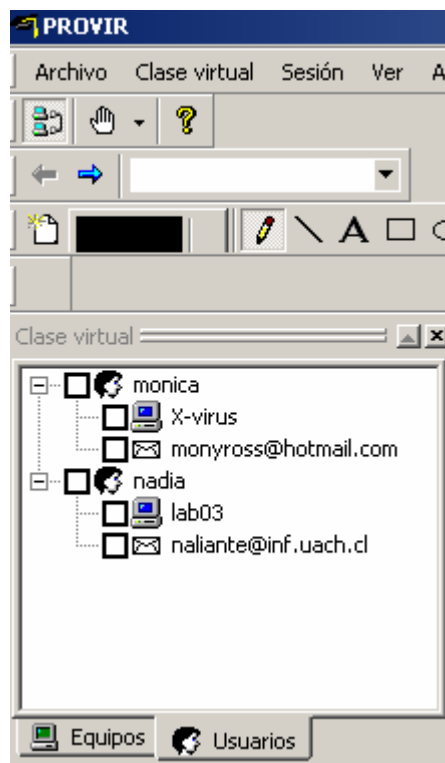 PROVIR
Archivo Clase virtual Sesión Ver A
A
Clase virtual
monica
X-virus
monyross@hotmail.com
nadia
lab03
naliante@inf.uach.cl
Equipos Usuarios